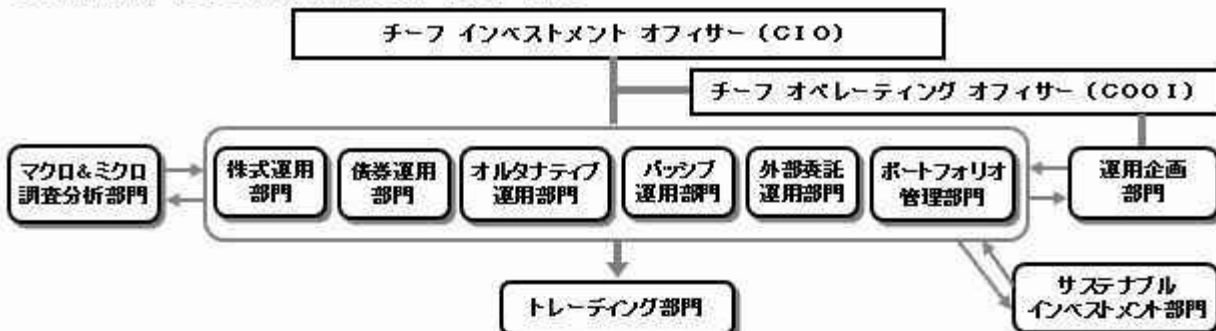 チーフ インベストメント オフィサー（CIO）
チーフ オペレーティング オフィサー（COOI）
マクロ&ミクロ
調査分析部門
株式運用
部門
債券運用
部門
オルタナティブ
運用部門
パッシブ
運用部門
外部委託
運用部門
ポートフォリオ
管理部門
運用企画
部門
トレーディング部門
サステナブル
インベストメント部門